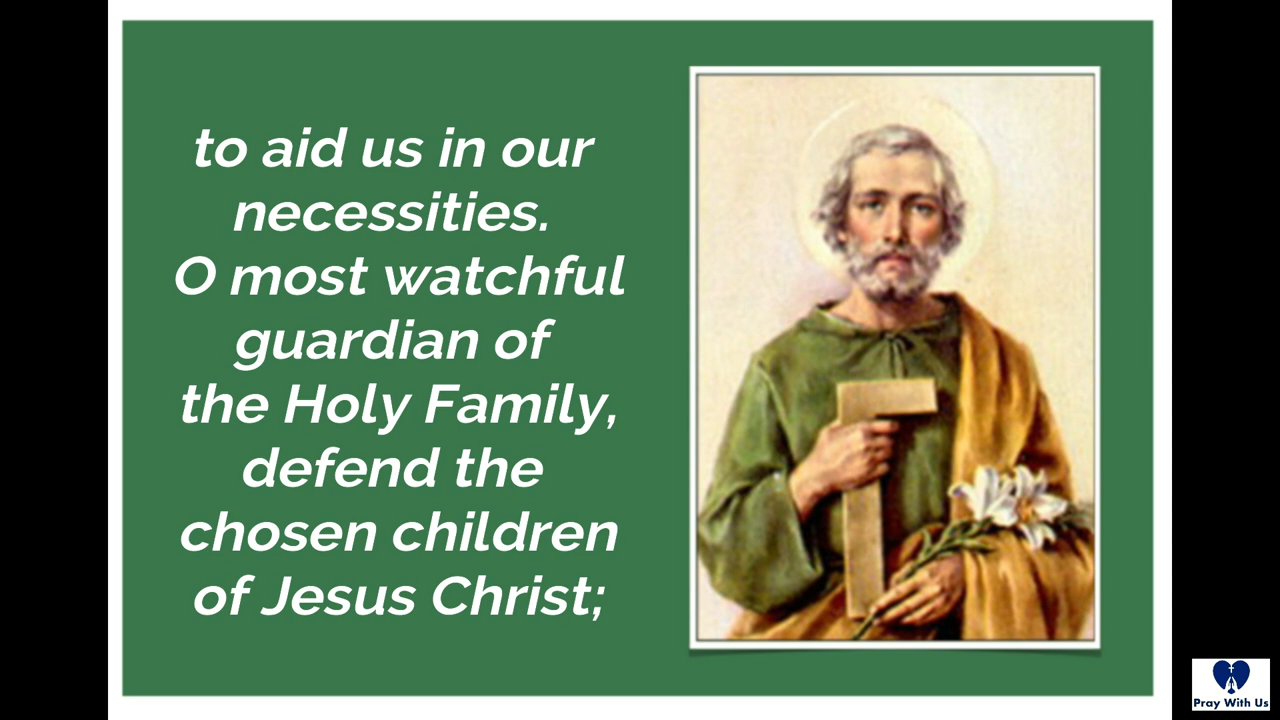 to aid us in our
necessities.
O most watchful
guardian of
the Holy Family,
defend the
chosen children
of Jesus Christ;
Pray With Us